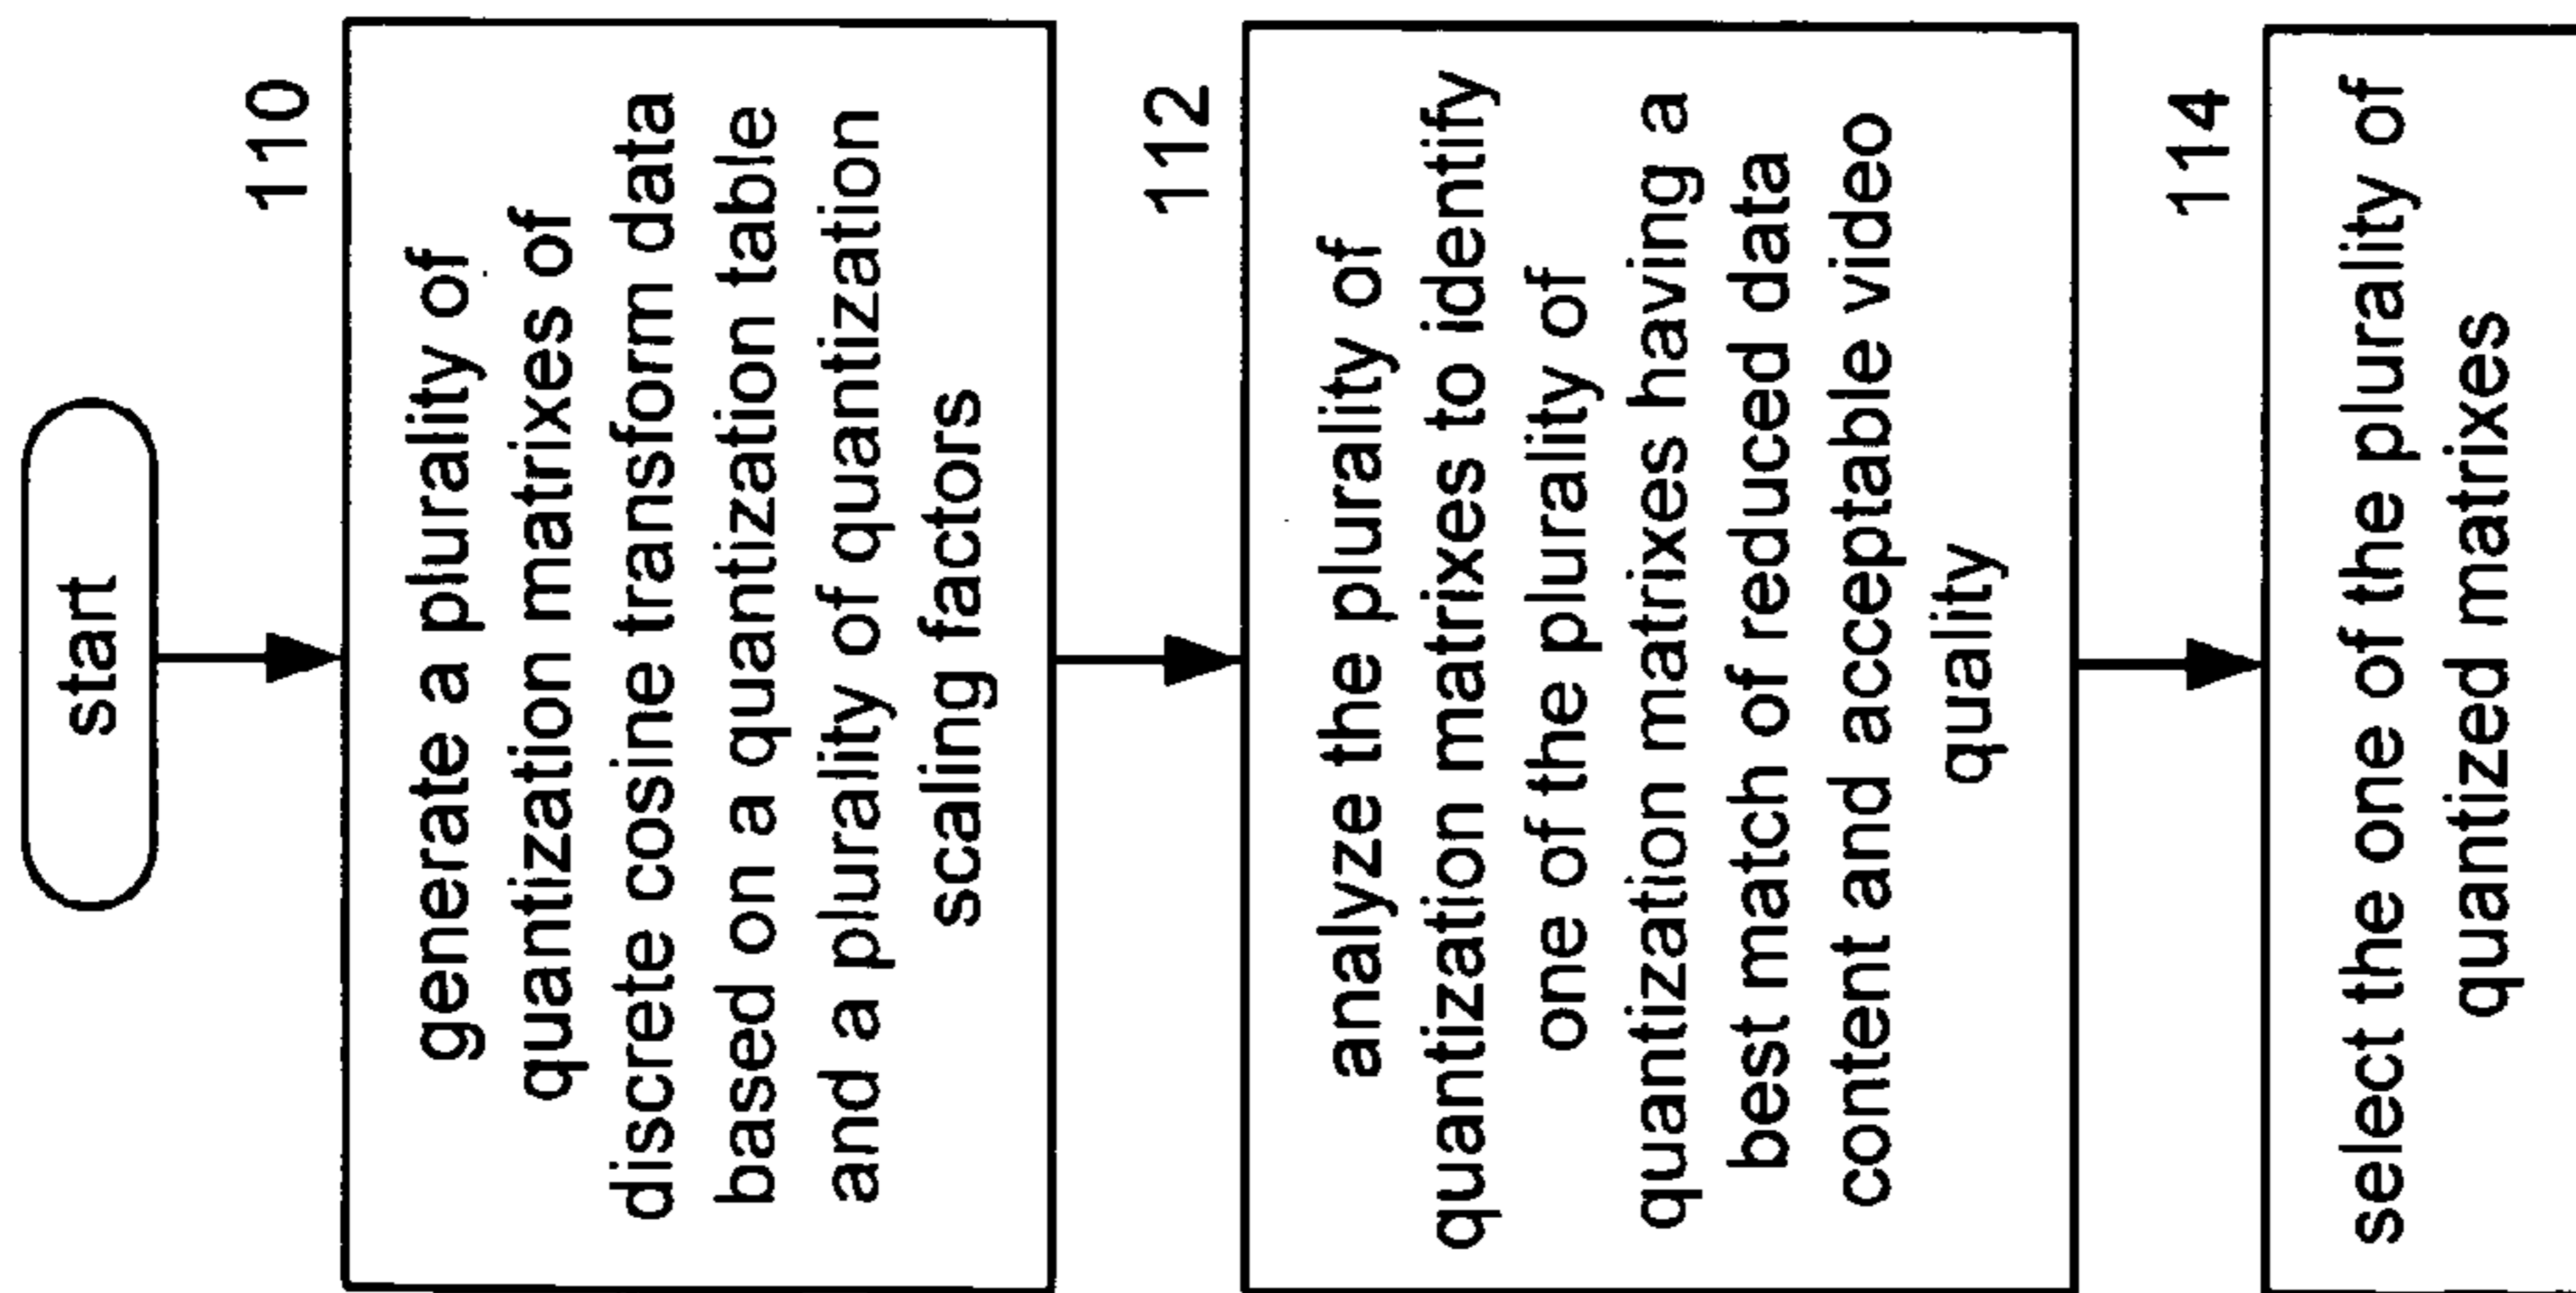 start
110
generate a plurality of
quantization matrixes of
discrete cosine transform data
based on a quantization table
and a plurality of quantization
scaling factors
112
analyze the plurality of
quantization matrixes to identify
one of the plurality of
quantization matrixes having a
best match of reduced data
content and acceptable video
quality
114
select the one of the plurality of
quantized matrixes